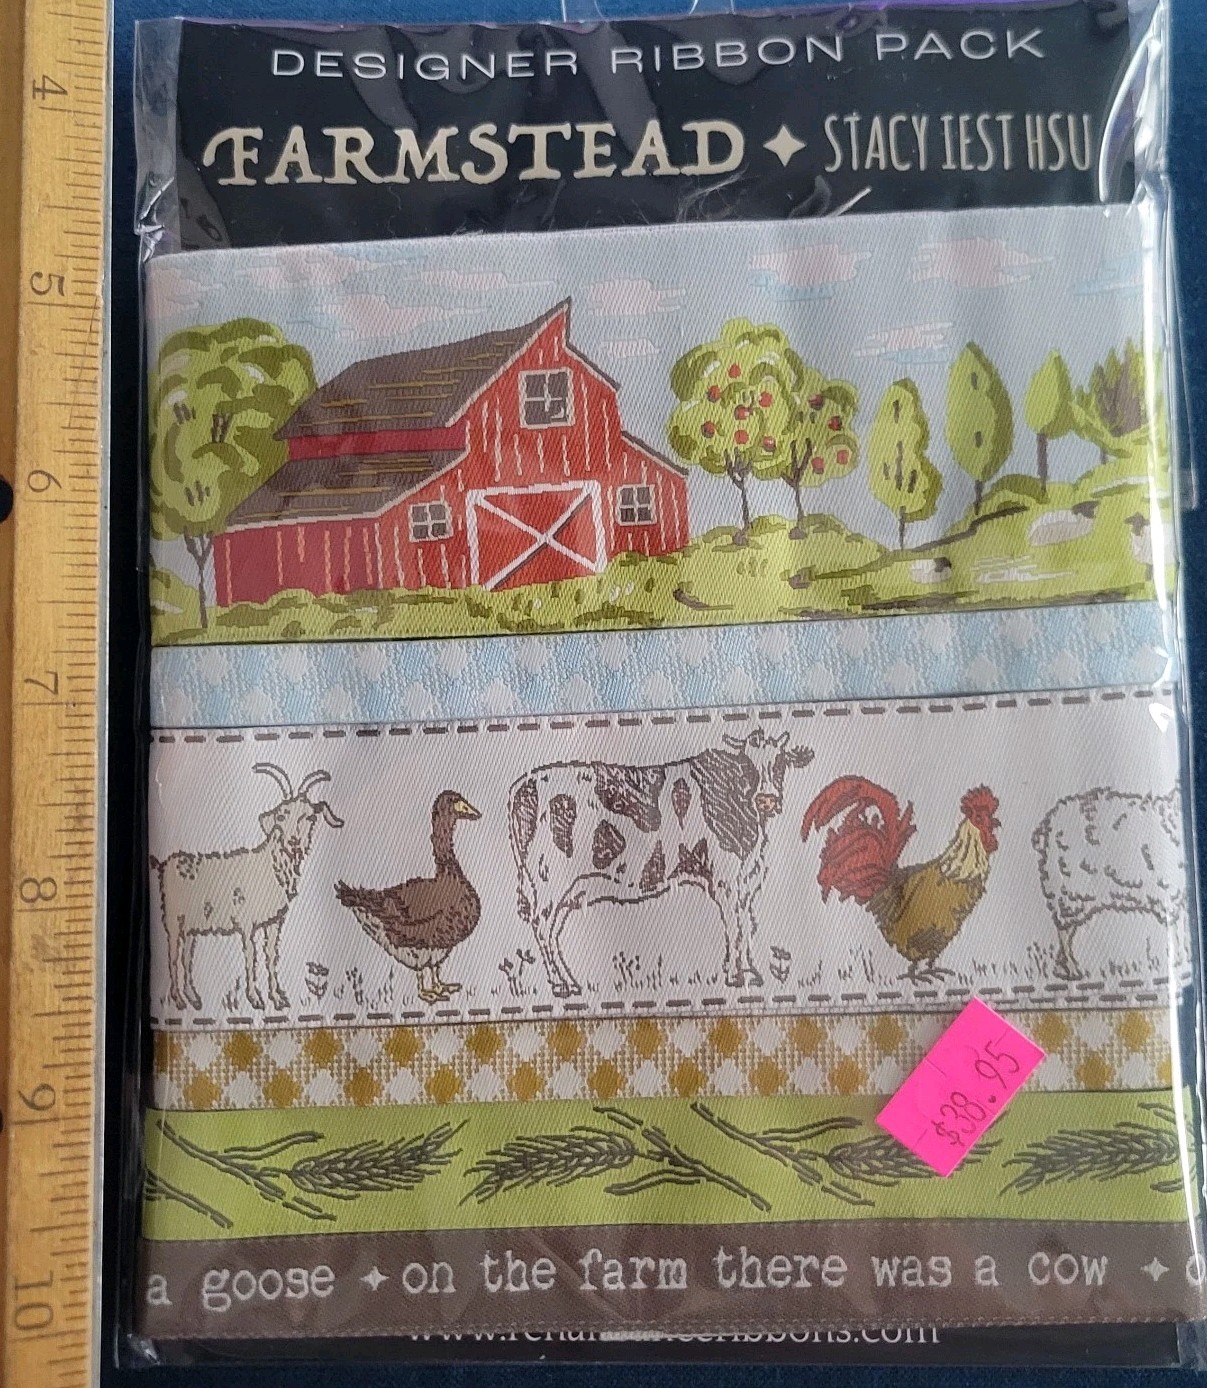 DESIGNER RIBBON PACK
FARMSTEAD ✦ STACY IEST HSU
$38.95
a goose ✦ on the farm there was a cow ✦
4
5
6
7
8
9
10